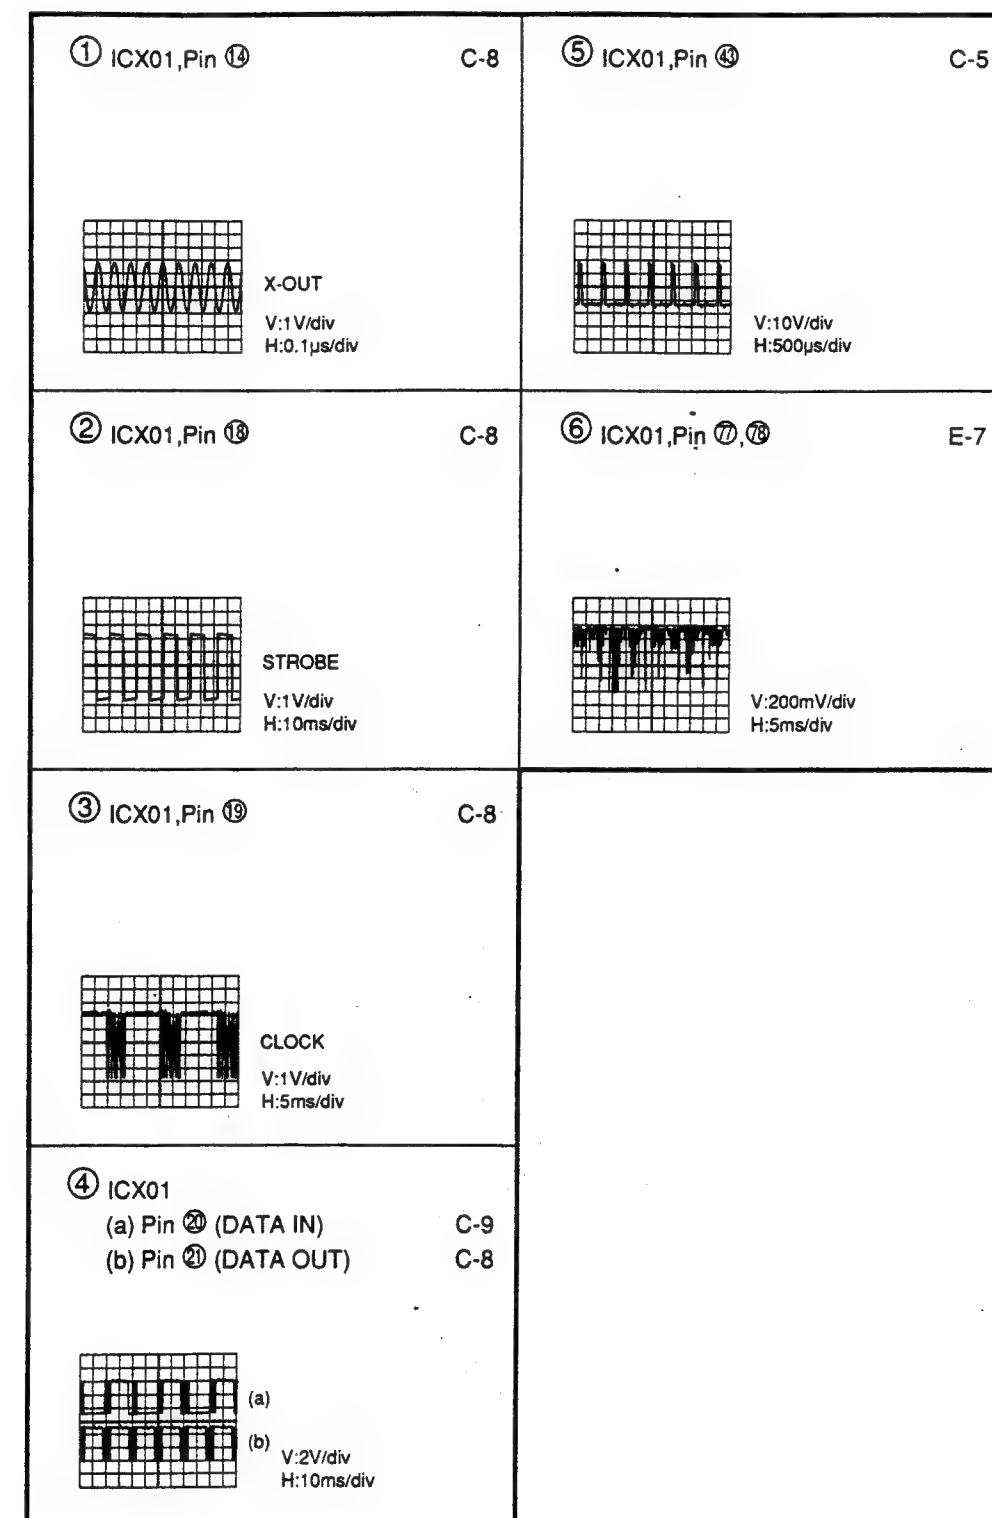 ① ICX01,Pin ⑭ C-8
X-OUT
V:1V/div
H:0.1µs/div
② ICX01,Pin ⑱ C-8
STROBE
V:1V/div
H:10ms/div
③ ICX01,Pin ⑲ C-8
CLOCK
V:1V/div
H:5ms/div
④ ICX01
(a) Pin ⑳ (DATA IN) C-9
(b) Pin ㉑ (DATA OUT) C-8
(a)
(b)
V:2V/div
H:10ms/div
⑤ ICX01,Pin ㊸ C-5
V:10V/div
H:500µs/div
⑥ ICX01,Pin 77,78 E-7
V:200mV/div
H:5ms/div